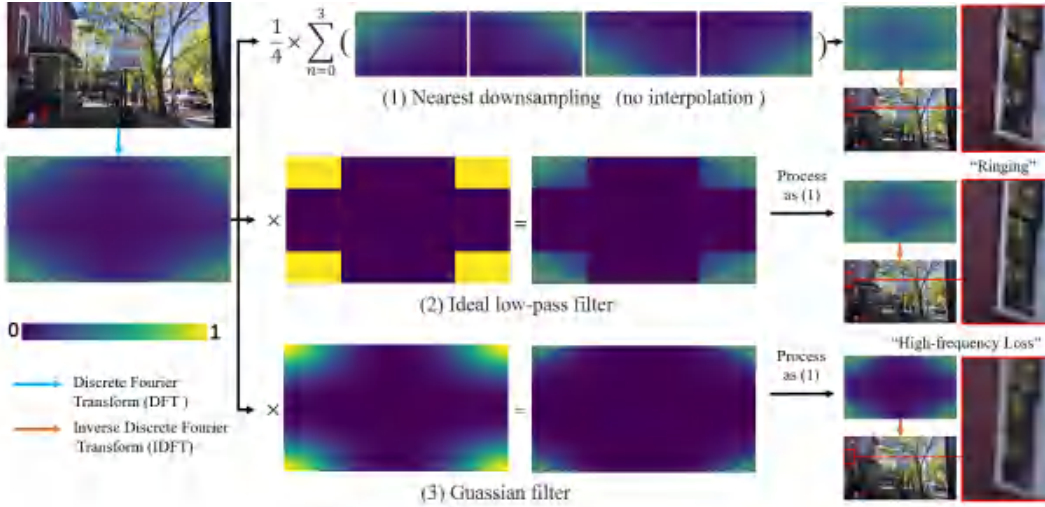 1/4 × 3∑n=0 (
)
(1) Nearest downsampling (no interpolation )
"Ringing"
×
=
Process
as (1)
(2) Ideal low-pass filter
0
1
"High-frequency Loss"
Discrete Fourier
Transform (DFT )
Inverse Discrete Fourier
Transform (IDFT)
×
=
Process
as (1)
(3) Guassian filter